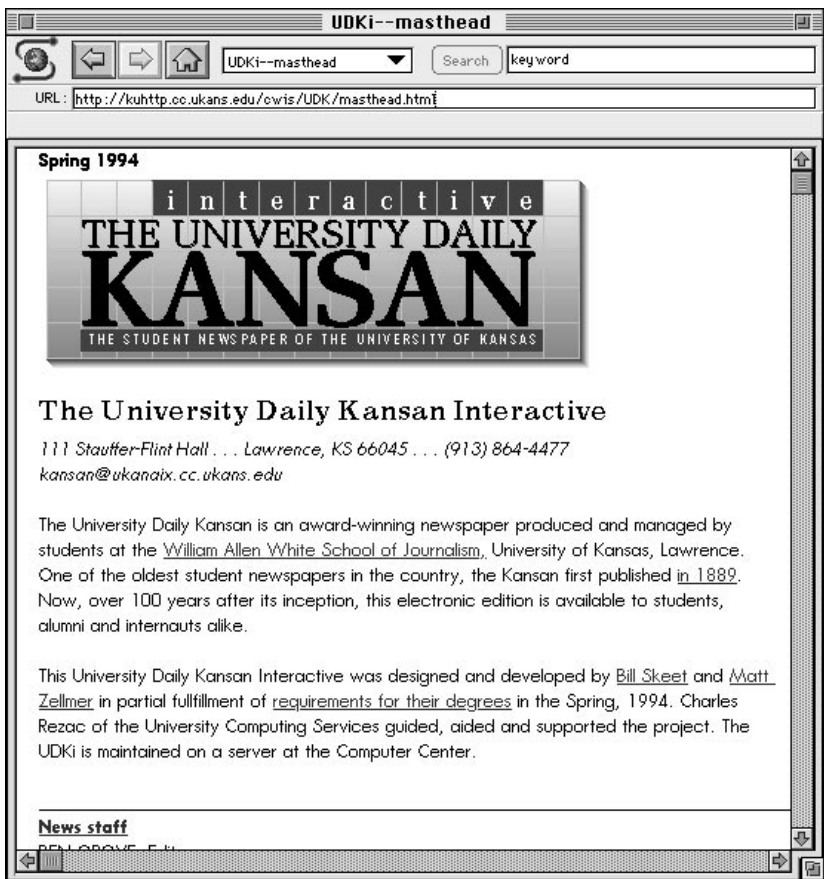 UDKi--masthead
UDKi--masthead
Search
keyword
URL: http://kuhttp.cc.ukans.edu/cwis/UDK/masthead.html
Spring 1994
interactive
THE UNIVERSITY DAILY
KANSAN
THE STUDENT NEWSPAPER OF THE UNIVERSITY OF KANSAS
The University Daily Kansan Interactive
111 Stauffer-Flint Hall . . . Lawrence, KS 66045 . . . (913) 864-4477
kansan@ukanaix.cc.ukans.edu
The University Daily Kansan is an award-winning newspaper produced and managed by
students at the William Allen White School of Journalism, University of Kansas, Lawrence.
One of the oldest student newspapers in the country, the Kansan first published in 1889.
Now, over 100 years after its inception, this electronic edition is available to students,
alumni and internauts alike.
This University Daily Kansan Interactive was designed and developed by Bill Skeet and Matt
Zellmer in partial fullfillment of requirements for their degrees in the Spring, 1994. Charles
Rezac of the University Computing Services guided, aided and supported the project. The
UDKi is maintained on a server at the Computer Center.
News staff